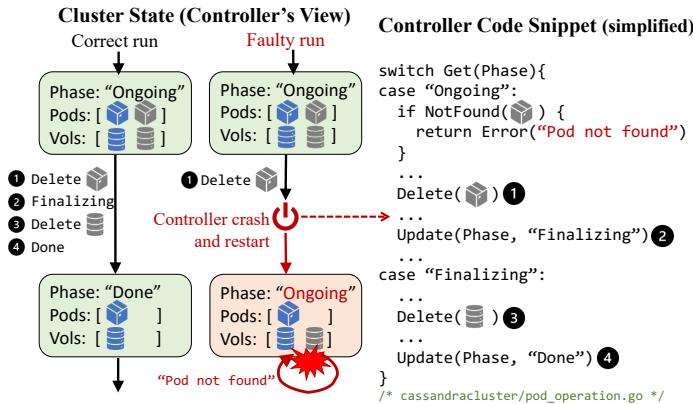 Cluster State (Controller's View)
Correct run
Faulty run
Phase: "Ongoing"
Pods: [ ]
Vols: [ ]
Phase: "Ongoing"
Pods: [ ]
Vols: [ ]
1 Delete
2 Finalizing
3 Delete
4 Done
1 Delete
Controller crash
and restart
Phase: "Done"
Pods: [ ]
Vols: [ ]
Phase: "Ongoing"
Pods: [ ]
Vols: [ ]
"Pod not found"
Controller Code Snippet (simplified)
switch Get(Phase){
case "Ongoing":
if NotFound( ) {
return Error("Pod not found")
}
...
Delete( ) 1
...
Update(Phase, "Finalizing") 2
...
case "Finalizing":
...
Delete( ) 3
...
Update(Phase, "Done") 4
}
/* cassandracluster/pod_operation.go */